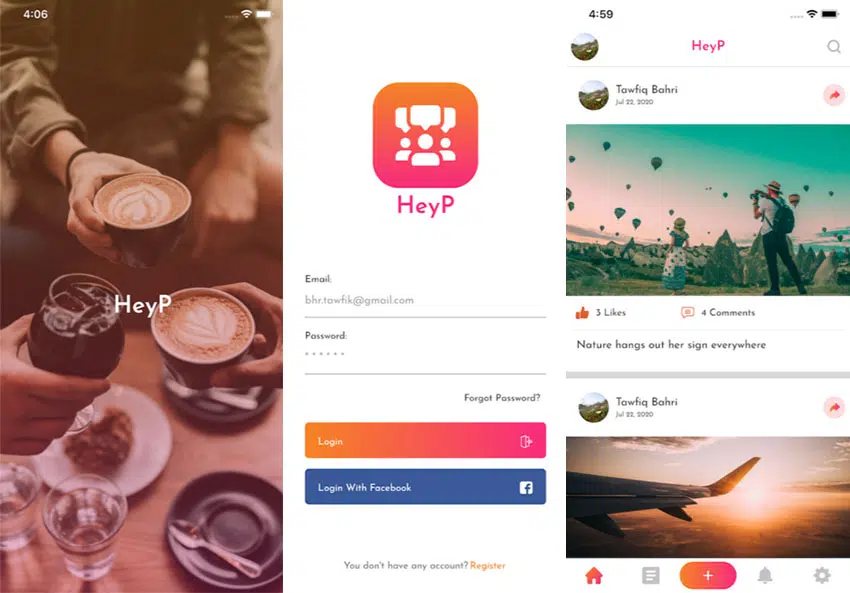 4:06
HeyP
HeyP
Email:
bhr.tawfik@gmail.com
Password:
Forgot Password?
Login
Login With Facebook
You don't have any account? Register
4:59
HeyP
Tawfiq Bahri
Jul 22, 2020
3 Likes
4 Comments
Nature hangs out her sign everywhere
Tawfiq Bahri
Jul 22, 2020